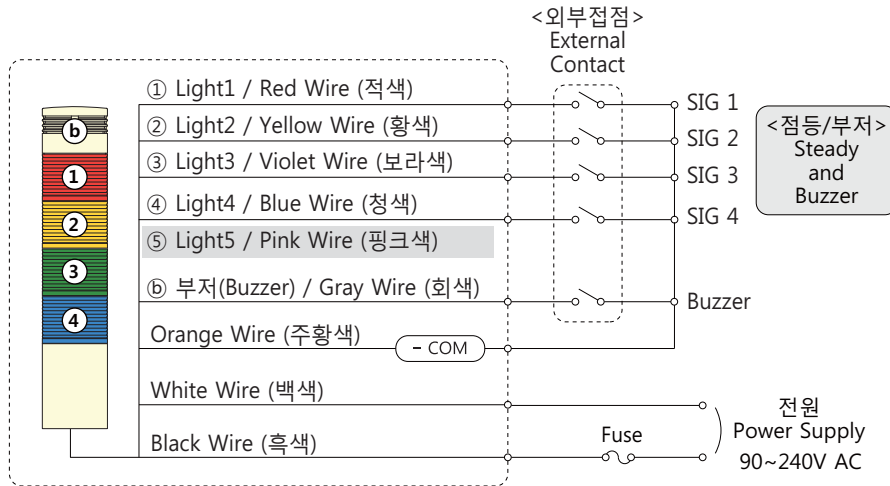 <외부접점>
External
Contact
① Light1 / Red Wire (적색)
SIG 1
② Light2 / Yellow Wire (황색)
SIG 2
③ Light3 / Violet Wire (보라색)
SIG 3
④ Light4 / Blue Wire (청색)
SIG 4
⑤ Light5 / Pink Wire (핑크색)
ⓑ 부저(Buzzer) / Gray Wire (회색)
Buzzer
Orange Wire (주황색)
- COM
White Wire (백색)
Black Wire (흑색)
Fuse
전원
Power Supply
90~240V AC
<점등/부저>
Steady
and
Buzzer
b
1
2
3
4